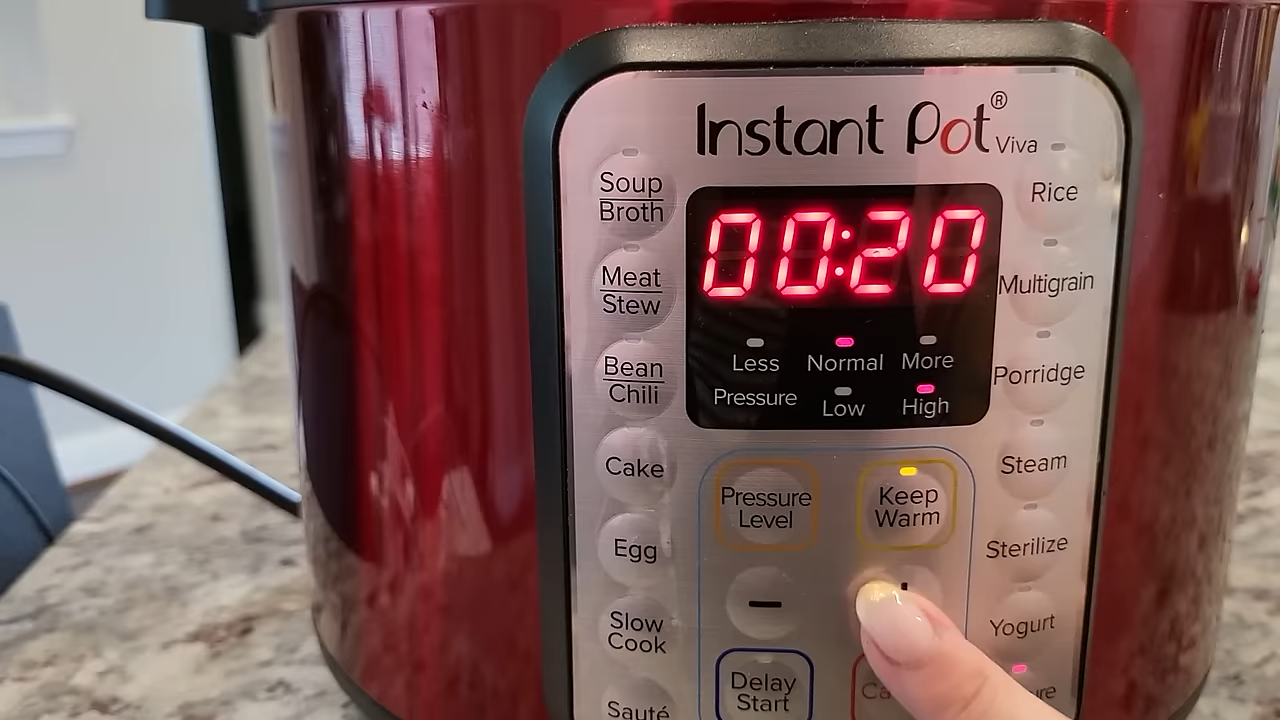 Instant Pot® Viva
Soup
Broth
Meat
Stew
Bean
Chili
Cake
Egg
Slow
Cook
Sauté
00:20
Less Normal More
Pressure Low High
Pressure
Level
Keep
Warm
−
Delay
Start
Rice
Multigrain
Porridge
Steam
Sterilize
Yogurt